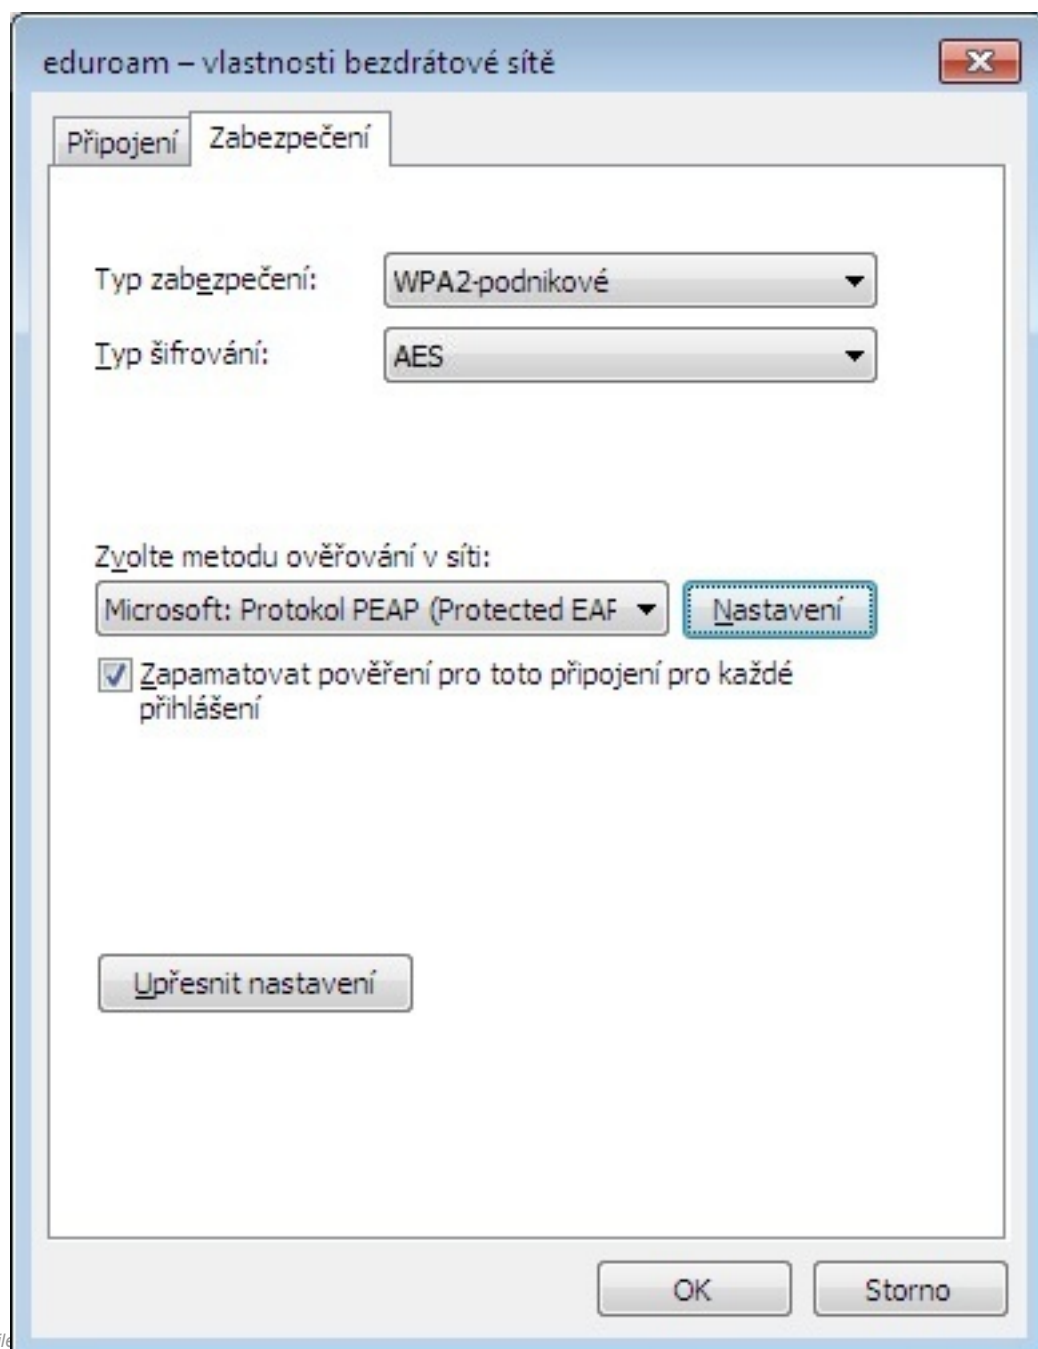 eduroam – vlastnosti bezdrátové sítě
Připojení
Zabezpečení
Typ zabezpečení:
WPA2-podnikové
Typ šifrování:
AES
Zvolte metodu ověřování v síti:
Microsoft: Protokol PEAP (Protected EAP
Nastavení
Zapamatovat pověření pro toto připojení pro každé
přihlášení
Upřesnit nastavení
OK
Storno